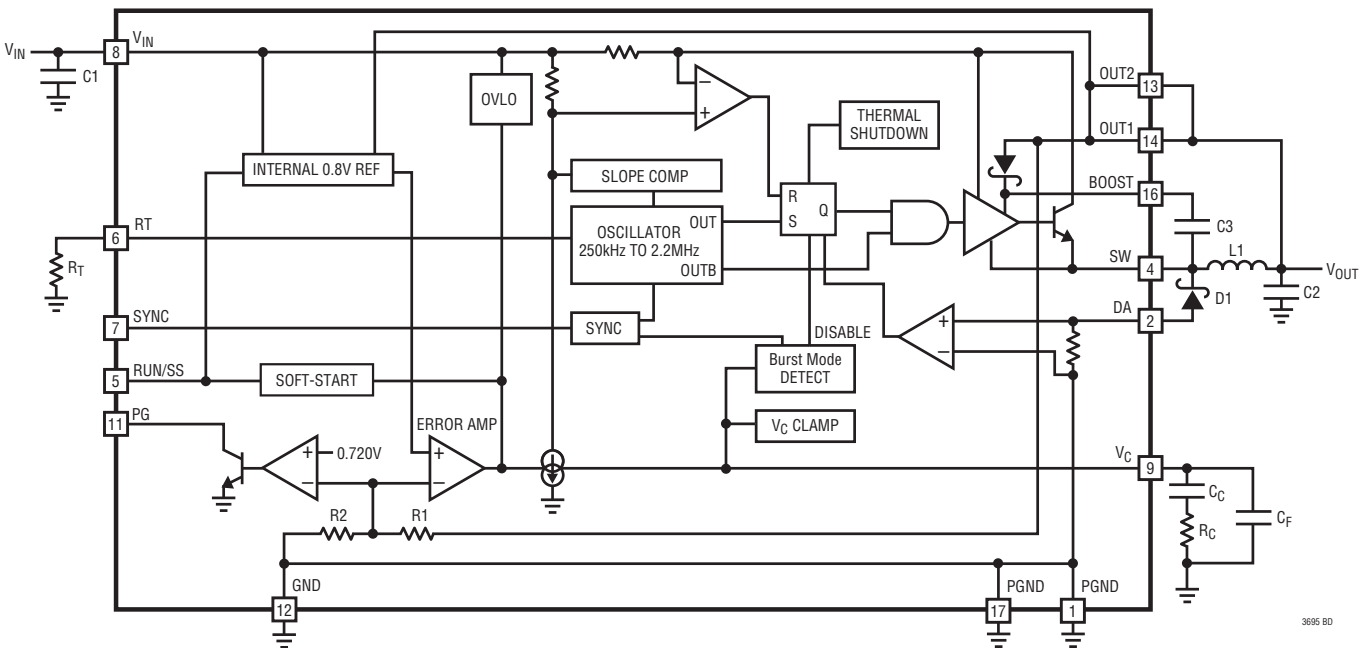 VIN
8
VIN
C1
OVLO
OUT2
13
THERMAL
SHUTDOWN
OUT1
14
INTERNAL 0.8V REF
SLOPE COMP
BOOST
16
R
S
Q
RT
6
RT
OSCILLATOR
250kHz TO 2.2MHz
OUT
OUTB
C3
SW
4
L1
VOUT
C2
D1
SYNC
7
SYNC
DISABLE
DA
2
RUN/SS
5
SOFT-START
Burst Mode
DETECT
PG
11
ERROR AMP
VC CLAMP
0.720V
VC
9
CC
RC
CF
R2
R1
GND
12
PGND
17
PGND
1
3695 BD